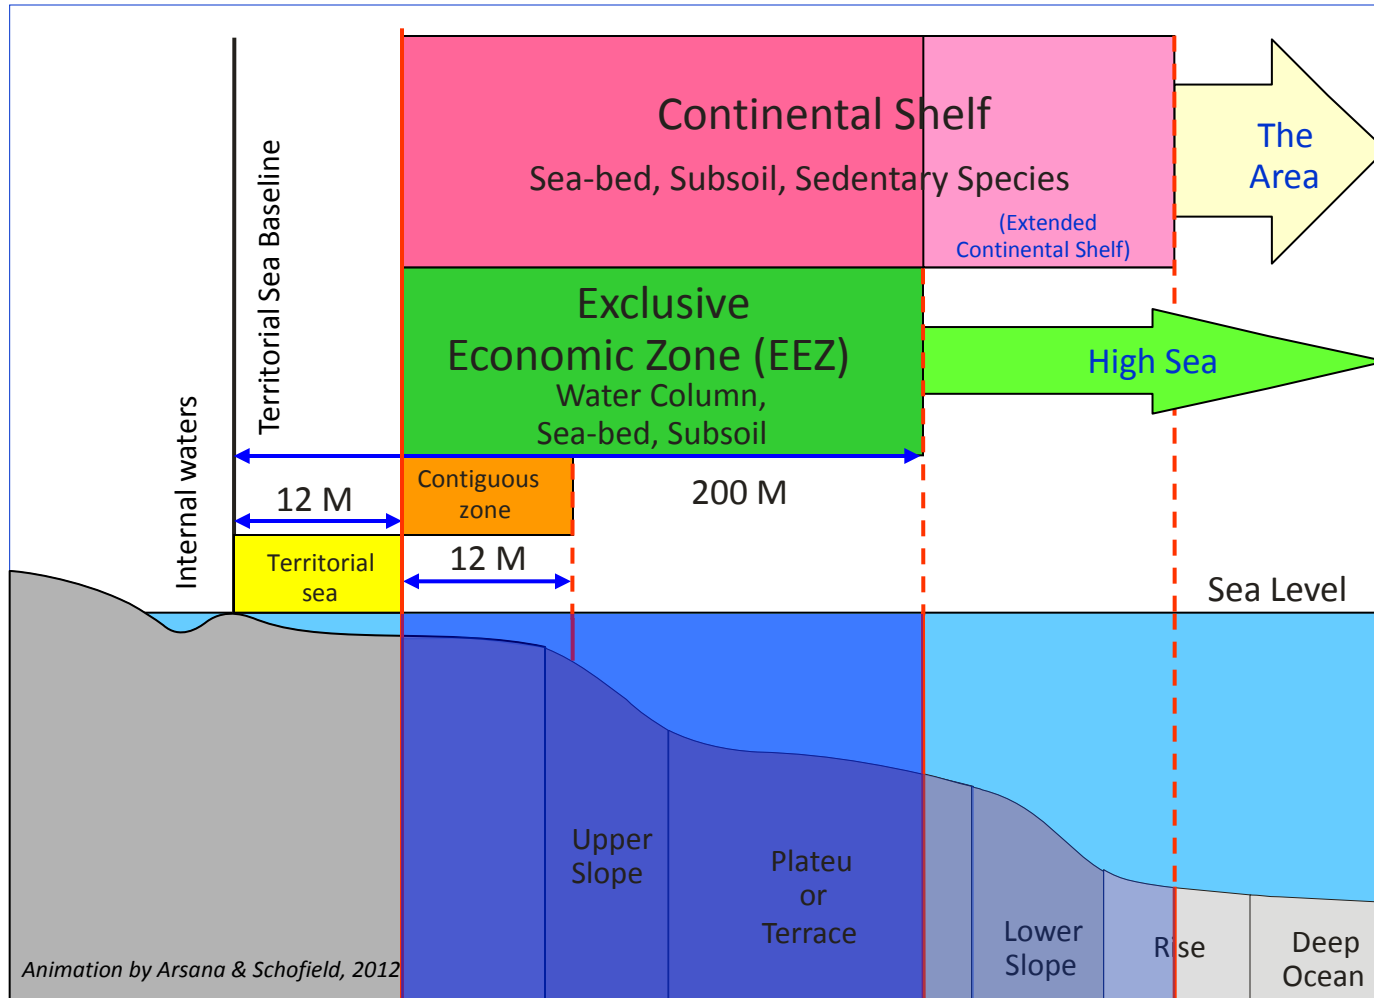 Continental Shelf
Sea-bed, Subsoil, Sedentary Species
(Extended
Continental Shelf)
The
Area
Territorial Sea Baseline
Internal waters
Exclusive
Economic Zone (EEZ)
Water Column,
Sea-bed, Subsoil
High Sea
12 M
Contiguous
zone
200 M
Territorial
sea
12 M
Sea Level
Upper
Slope
Plateu
or
Terrace
Lower
Slope
Rise
Deep
Ocean
Animation by Arsana & Schofield, 2012